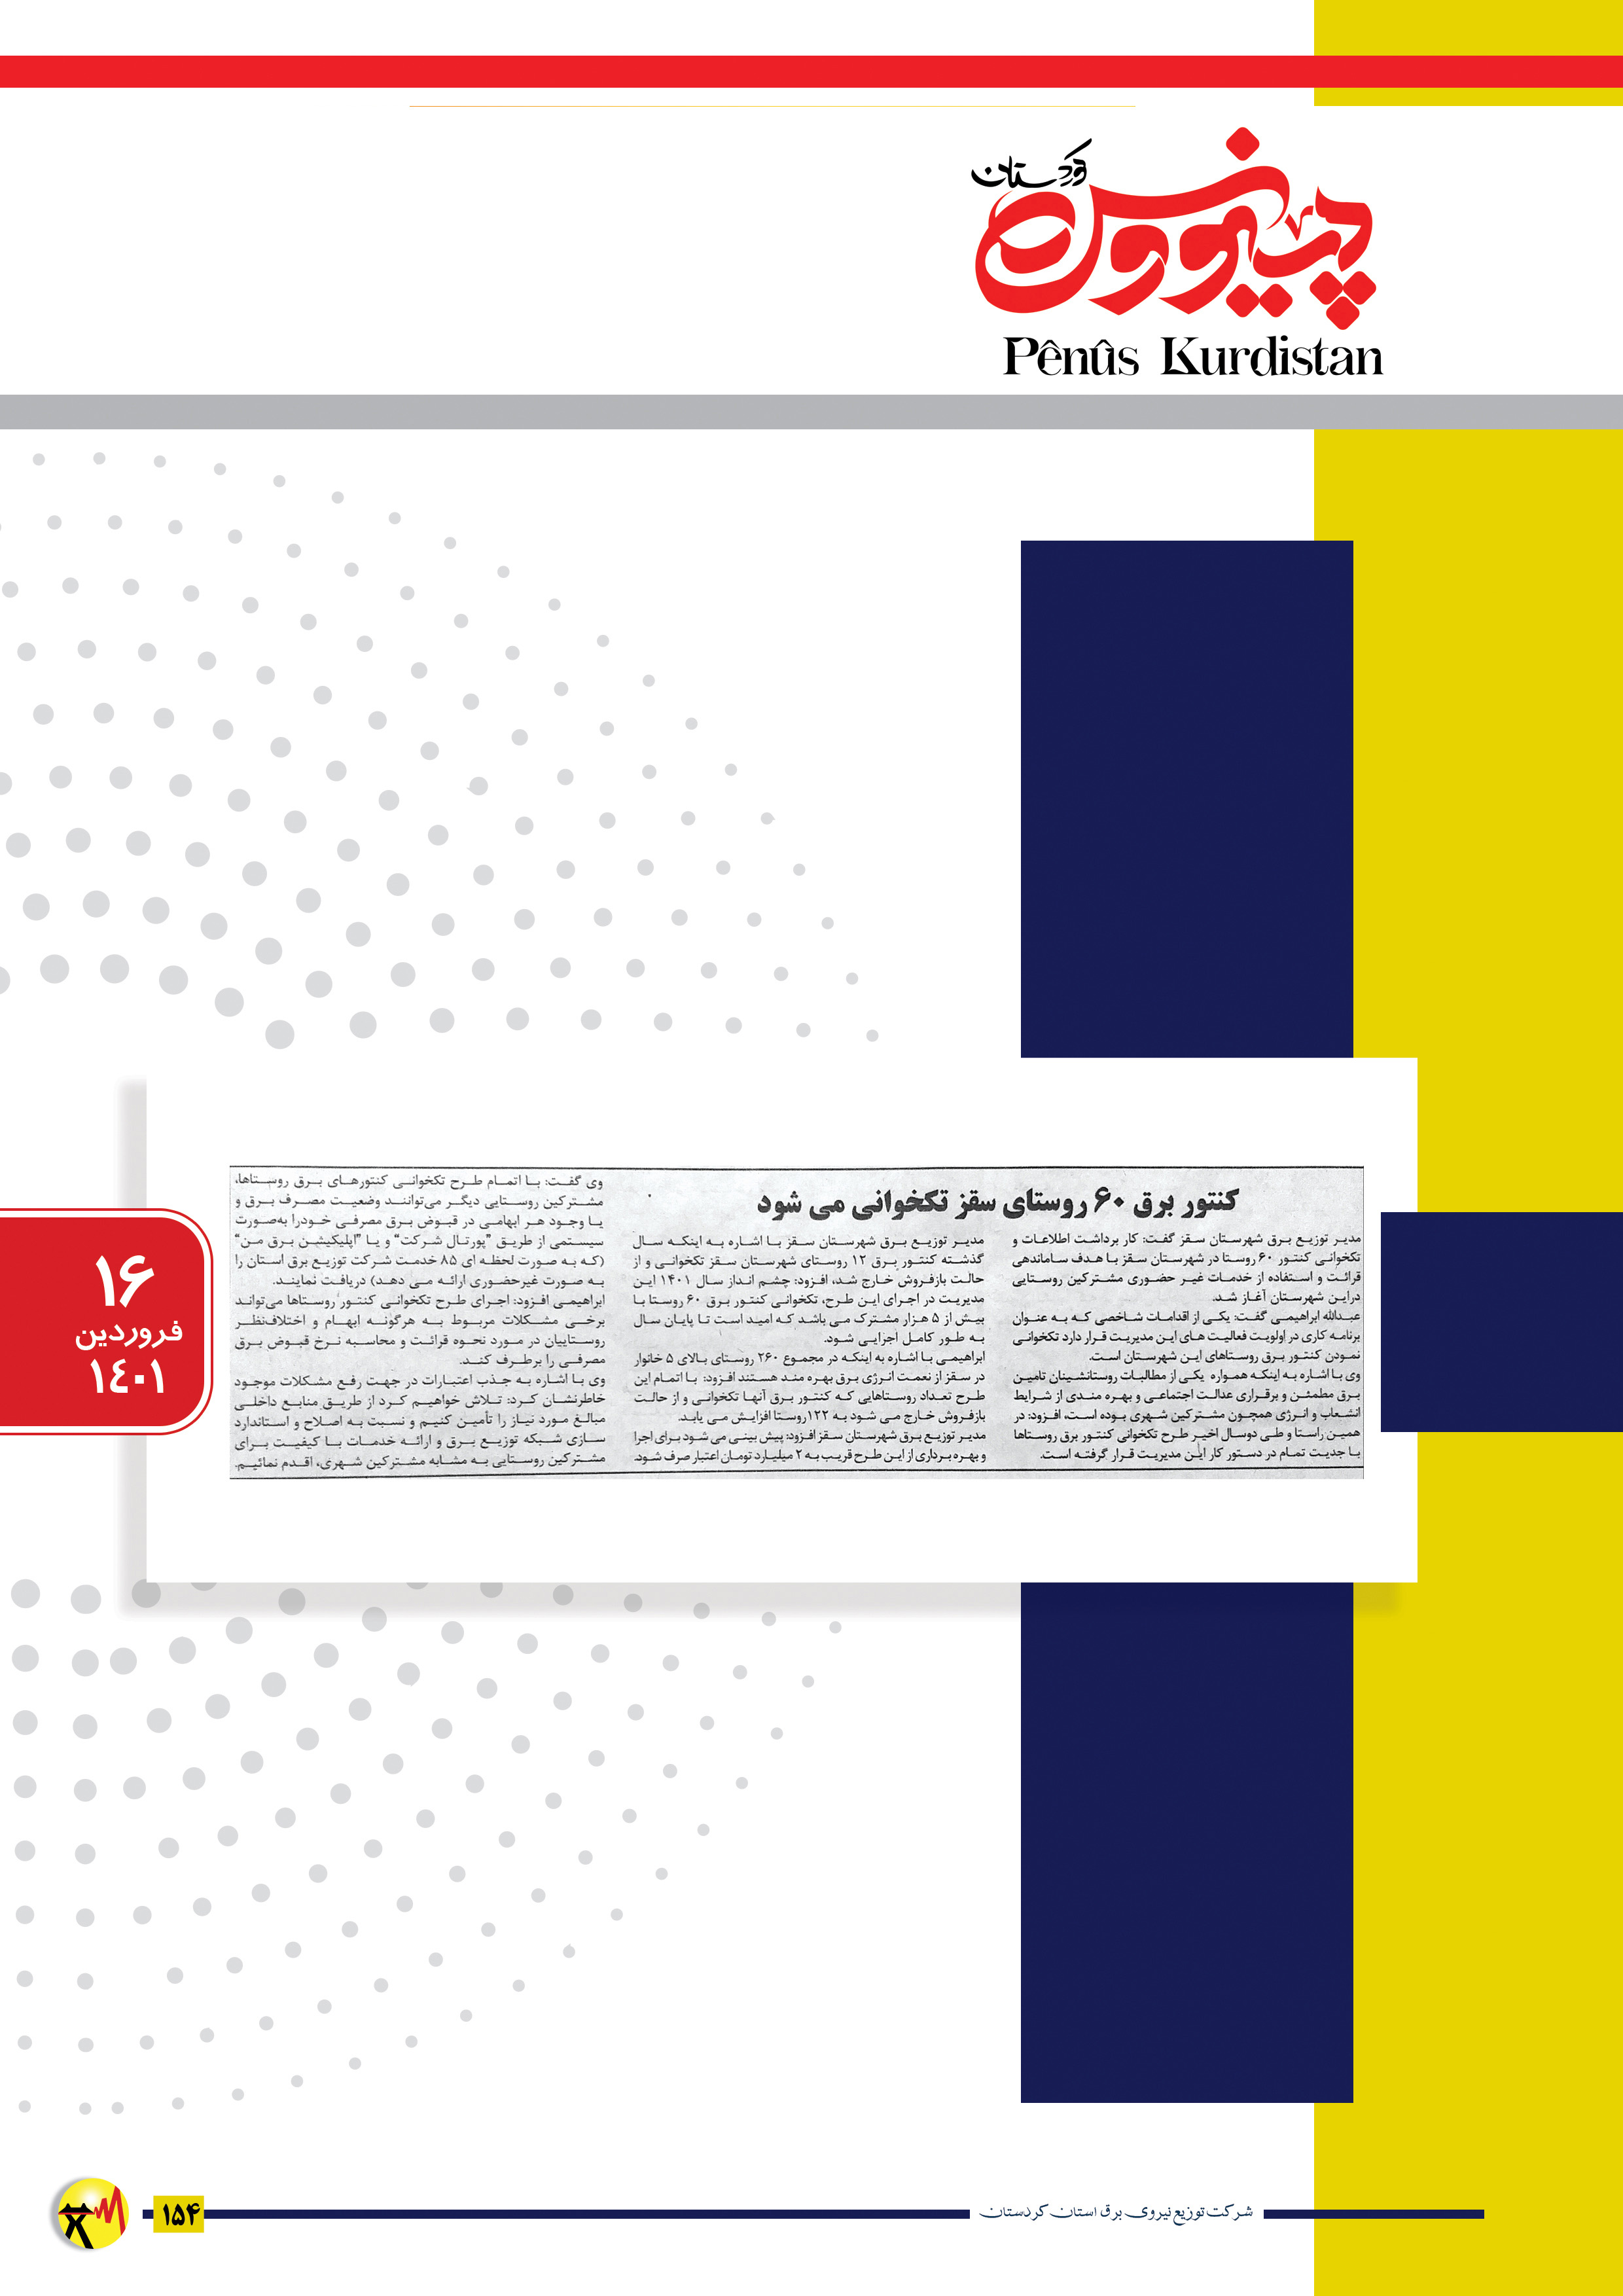 کوردستان
پێنووس
Pênûs Kurdistan
کنتور برق ۶۰ روستای سقز تکخوانی می شود
مدیر توزیع برق شهرستان سقز گفت: کار برداشت اطلاعات و
تکخوانی کنتور ۶۰ روستا در شهرستان سقز با هدف ساماندهی
قرائت و استفاده از خدمات غیر حضوری مشترکین روستایی
دراین شهرستان آغاز شد.
عبدالله ابراهیمی گفت: یکی از اقدامات شاخصی که به عنوان
برنامه کاری در اولویت فعالیت های این مدیریت قرار دارد تکخوانی
نمودن کنتور برق روستاهای این شهرستان است.
وی با اشاره به اینکه همواره یکی از مطالبات روستانشینان تامین
برق مطمئن و برقراری عدالت اجتماعی و بهره مندی از شرایط
انشعاب و انرژی همچون مشترکین شهری بوده است، افزود: در
همین راستا و طی دوسال اخیر طرح تکخوانی کنتور برق روستاها
با جدیت تمام در دستور کار این مدیریت قرار گرفته است.
مدیر توزیع برق شهرستان سقز با اشاره به اینکه سال
گذشته کنتور برق ۱۲ روستای شهرستان سقز تکخوانی و از
حالت بازفروش خارج شد، افزود: چشم انداز سال ۱۴۰۱ این
مدیریت در اجرای این طرح، تکخوانی کنتور برق ۶۰ روستا با
بیش از ۵ هزار مشترک می باشد که امید است تا پایان سال
به طور کامل اجرایی شود.
ابراهیمی با اشاره به اینکه در مجموع ۲۶۰ روستای بالای ۵ خانوار
در سقز از نعمت انرژی برق بهره مند هستند افزود: با اتمام این
طرح تعداد روستاهایی که کنتور برق آنها تکخوانی و از حالت
بازفروش خارج می شود به ۱۲۲روستا افزایش می یابد.
مدیر توزیع برق شهرستان سقز افزود: پیش بینی می شود برای اجرا
و بهره برداری از این طرح قریب به ۲ میلیارد تومان اعتبار صرف شود.
وی گفت: با اتمام طرح تکخوانی کنتورهای برق روستاها،
مشترکین روستایی دیگر می‌توانند وضعیت مصرف برق و
یا وجود هر ابهامی در قبوض برق مصرفی خودرا به‌صورت
سیستمی از طریق "پورتال شرکت" و یا "اپلیکیشن برق من"
(که به صورت لحظه ای ۸۵ خدمت شرکت توزیع برق استان را
به صورت غیرحضوری ارائه می دهد) دریافت نمایند.
ابراهیمی افزود: اجرای طرح تکخوانی کنتور روستاها می‌تواند
برخی مشکلات مربوط به هرگونه ابهام و اختلاف‌نظر
روستاییان در مورد نحوه قرائت و محاسبه نرخ قبوض برق
مصرفی را برطرف کند.
وی با اشاره به جذب اعتبارات در جهت رفع مشکلات موجود
خاطرنشان کرد: تلاش خواهیم کرد از طریق منابع داخلی
مبالغ مورد نیاز را تأمین کنیم و نسبت به اصلاح و استاندارد
سازی شبکه توزیع برق و ارائه خدمات با کیفیت برای
مشترکین روستایی به مشابه مشترکین شهری، اقدم نمائیم.
۱۶
فروردین
۱٤۰۱
شرکت توزیع نیروی برق استان کردستان
۱۵۴